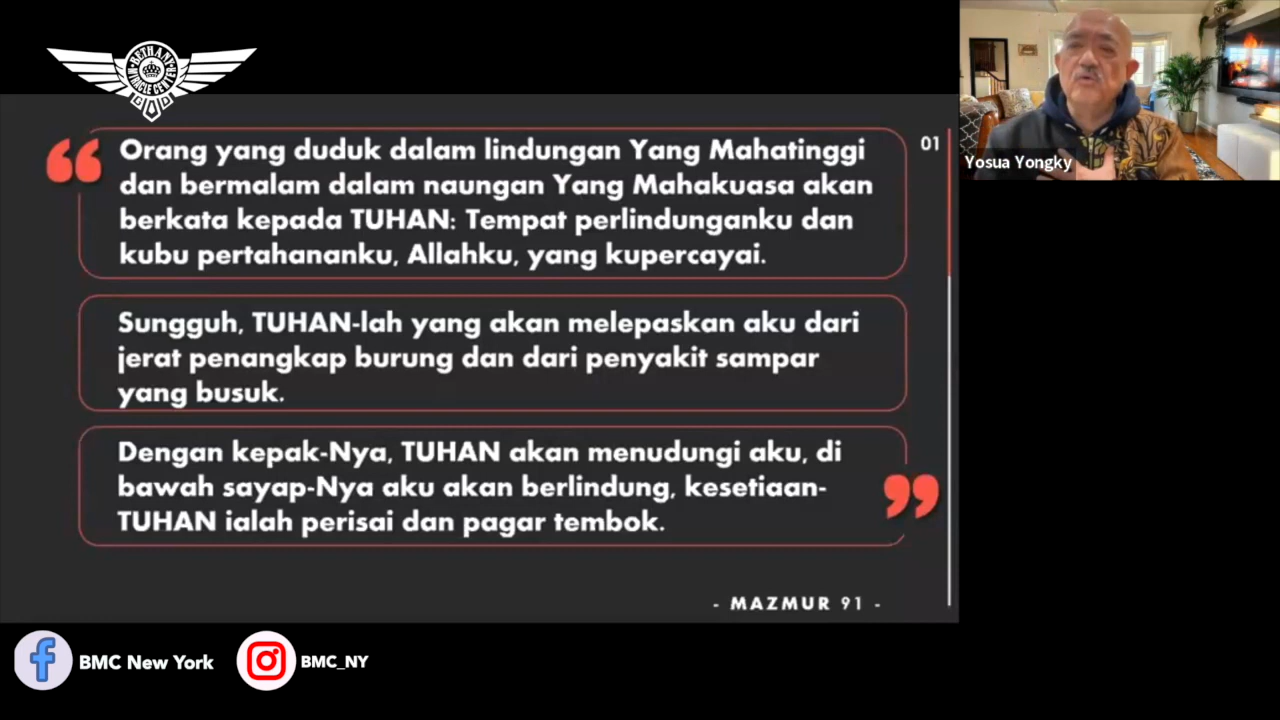 BETHANY
MIRACLE CENTER
Orang yang duduk dalam lindungan Yang Mahatinggi
dan bermalam dalam naungan Yang Mahakuasa akan
berkata kepada TUHAN: Tempat perlindunganku dan
kubu pertahananku, Allahku, yang kupercayai.
01
Sungguh, TUHAN-lah yang akan melepaskan aku dari
jerat penangkap burung dan dari penyakit sampar
yang busuk.
Dengan kepak-Nya, TUHAN akan menudungi aku, di
bawah sayap-Nya aku akan berlindung, kesetiaan-
TUHAN ialah perisai dan pagar tembok.
- MAZMUR 91 -
Yosua Yongky
BMC New York
BMC_NY